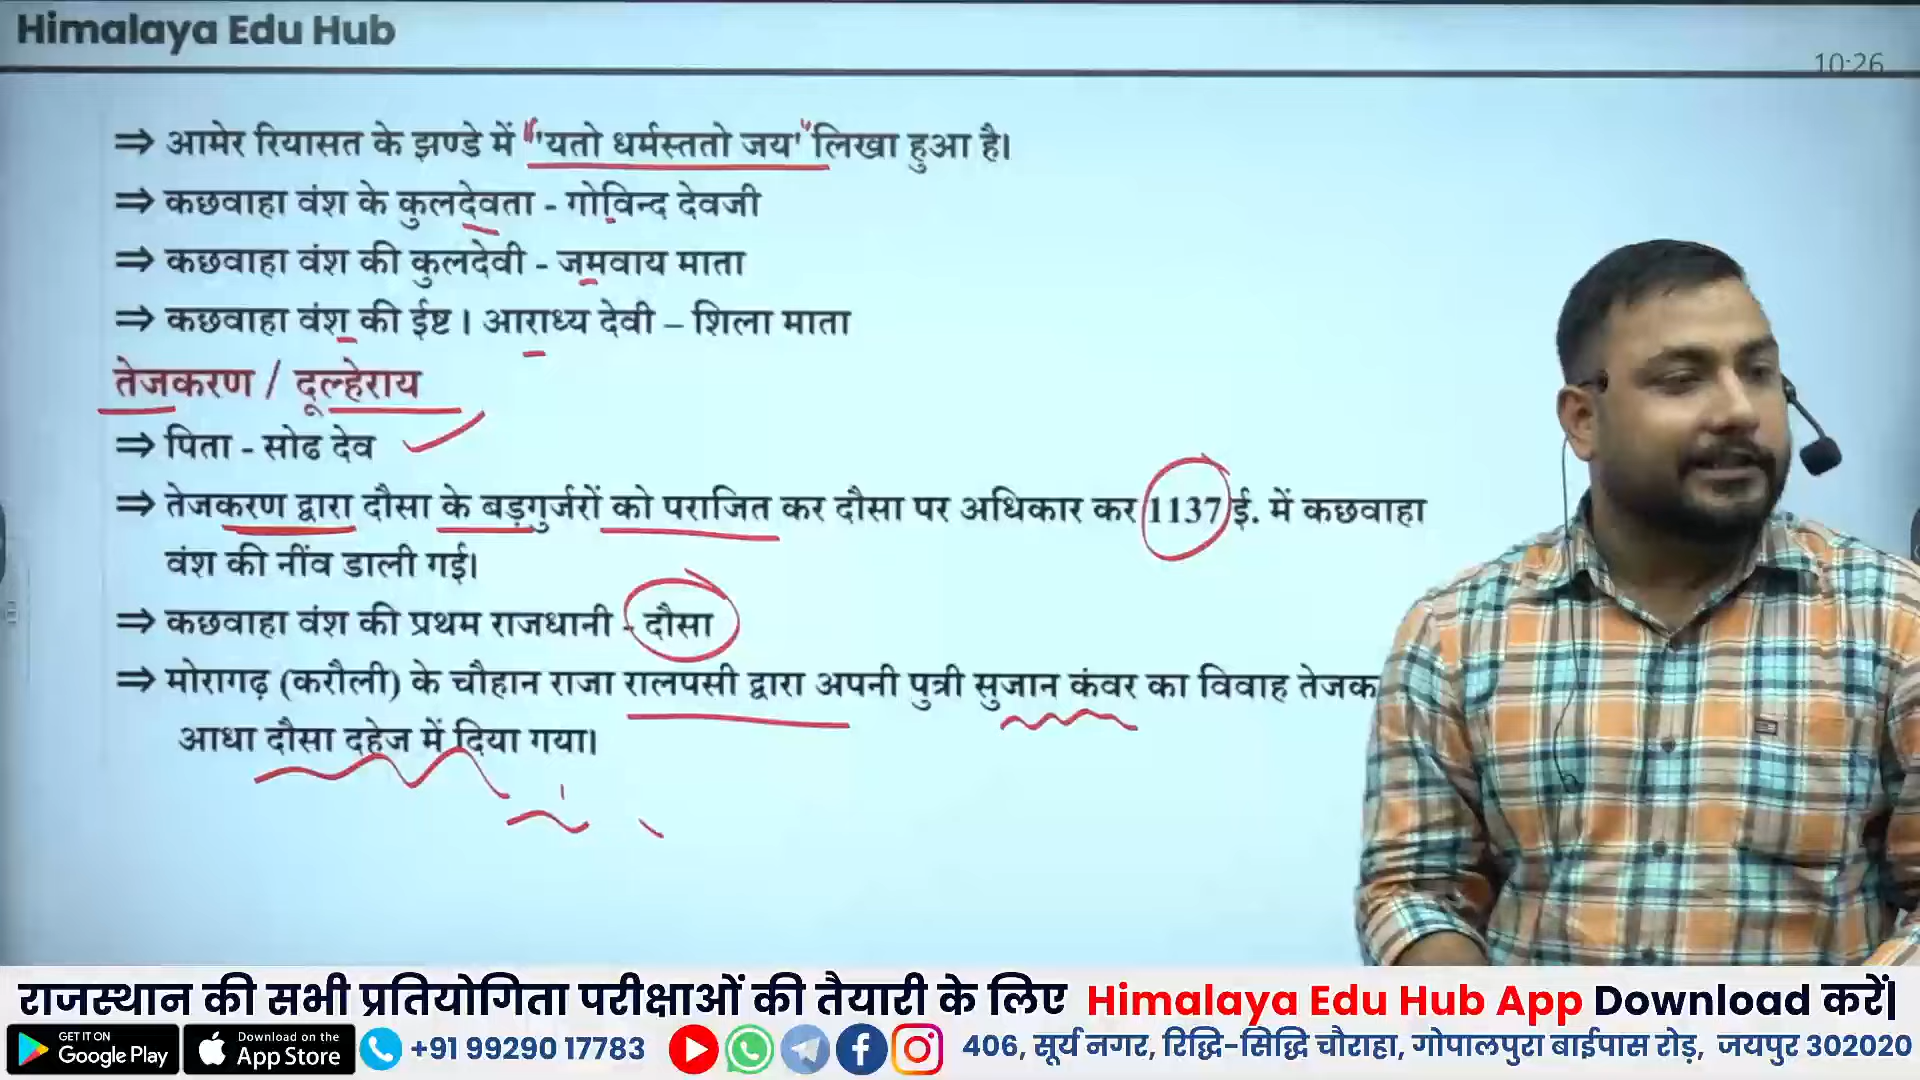 Himalaya Edu Hub
10:26
⇒ आमेर रियासत के झण्डे में "'यतो धर्मस्ततो जय'" लिखा हुआ है।
⇒ कछवाहा वंश के कुलदेवता - गोविन्द देवजी
⇒ कछवाहा वंश की कुलदेवी - जमवाय माता
⇒ कछवाहा वंश की ईष्ट । आराध्य देवी – शिला माता
तेजकरण / दूल्हेराय
⇒ पिता - सोढ देव
⇒ तेजकरण द्वारा दौसा के बड़गुर्जरों को पराजित कर दौसा पर अधिकार कर 1137 ई. में कछवाहा
वंश की नींव डाली गई।
⇒ कछवाहा वंश की प्रथम राजधानी - दौसा
⇒ मोरागढ़ (करौली) के चौहान राजा रालपसी द्वारा अपनी पुत्री सुजान कंवर का विवाह तेजक
आधा दौसा दहेज में दिया गया।
राजस्थान की सभी प्रतियोगिता परीक्षाओं की तैयारी के लिए Himalaya Edu Hub App Download करें|
GET IT ON Google Play Download on the App Store +91 99290 17783 406, सूर्य नगर, रिद्धि-सिद्धि चौराहा, गोपालपुरा बाईपास रोड़, जयपुर 302020